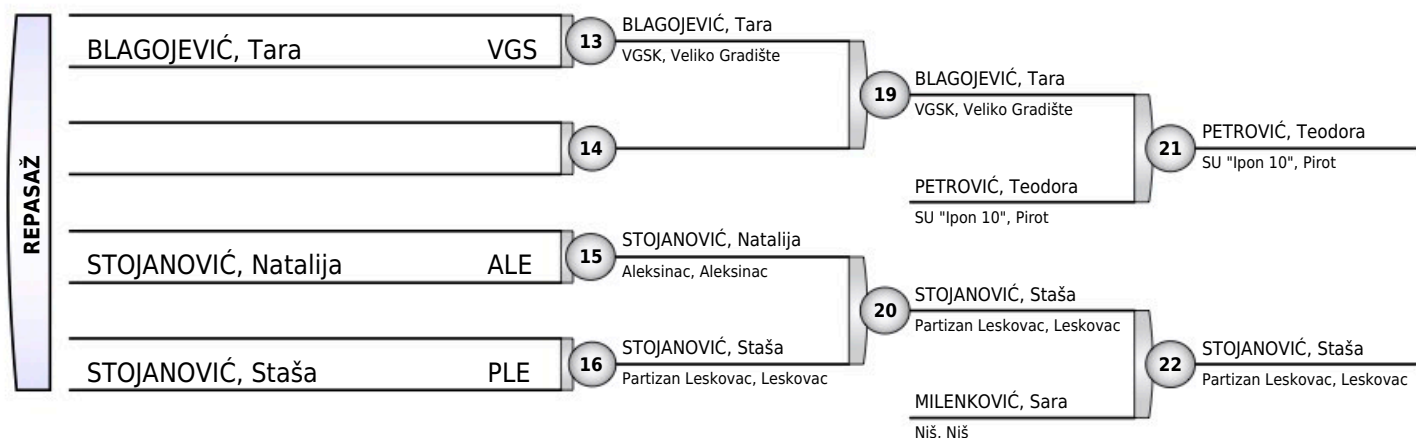 REPASAŽ
BLAGOJEVIĆ, Tara VGS
13
BLAGOJEVIĆ, Tara
VGSK, Veliko Gradište
14
19
BLAGOJEVIĆ, Tara
VGSK, Veliko Gradište
PETROVIĆ, Teodora
SU "Ipon 10", Pirot
21
PETROVIĆ, Teodora
SU "Ipon 10", Pirot
STOJANOVIĆ, Natalija ALE
15
STOJANOVIĆ, Natalija
Aleksinac, Aleksinac
STOJANOVIĆ, Staša PLE
16
STOJANOVIĆ, Staša
Partizan Leskovac, Leskovac
20
STOJANOVIĆ, Staša
Partizan Leskovac, Leskovac
MILENKOVIĆ, Sara
Niš, Niš
22
STOJANOVIĆ, Staša
Partizan Leskovac, Leskovac